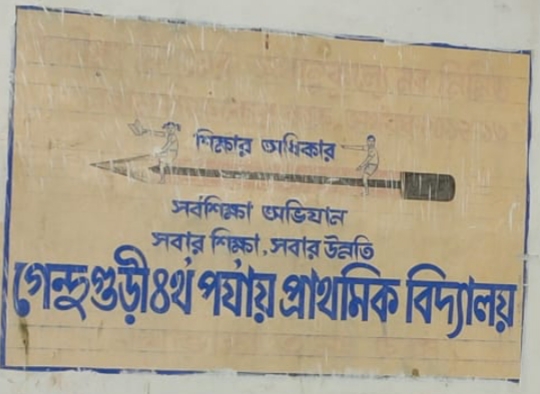 শিক্ষার অধিকার
সর্বশিক্ষা অভিযান
সবার শিক্ষা, সবার উন্নতি
গেন্দুগুড়ী ৪র্থ পর্যায় প্রাথমিক বিদ্যালয়